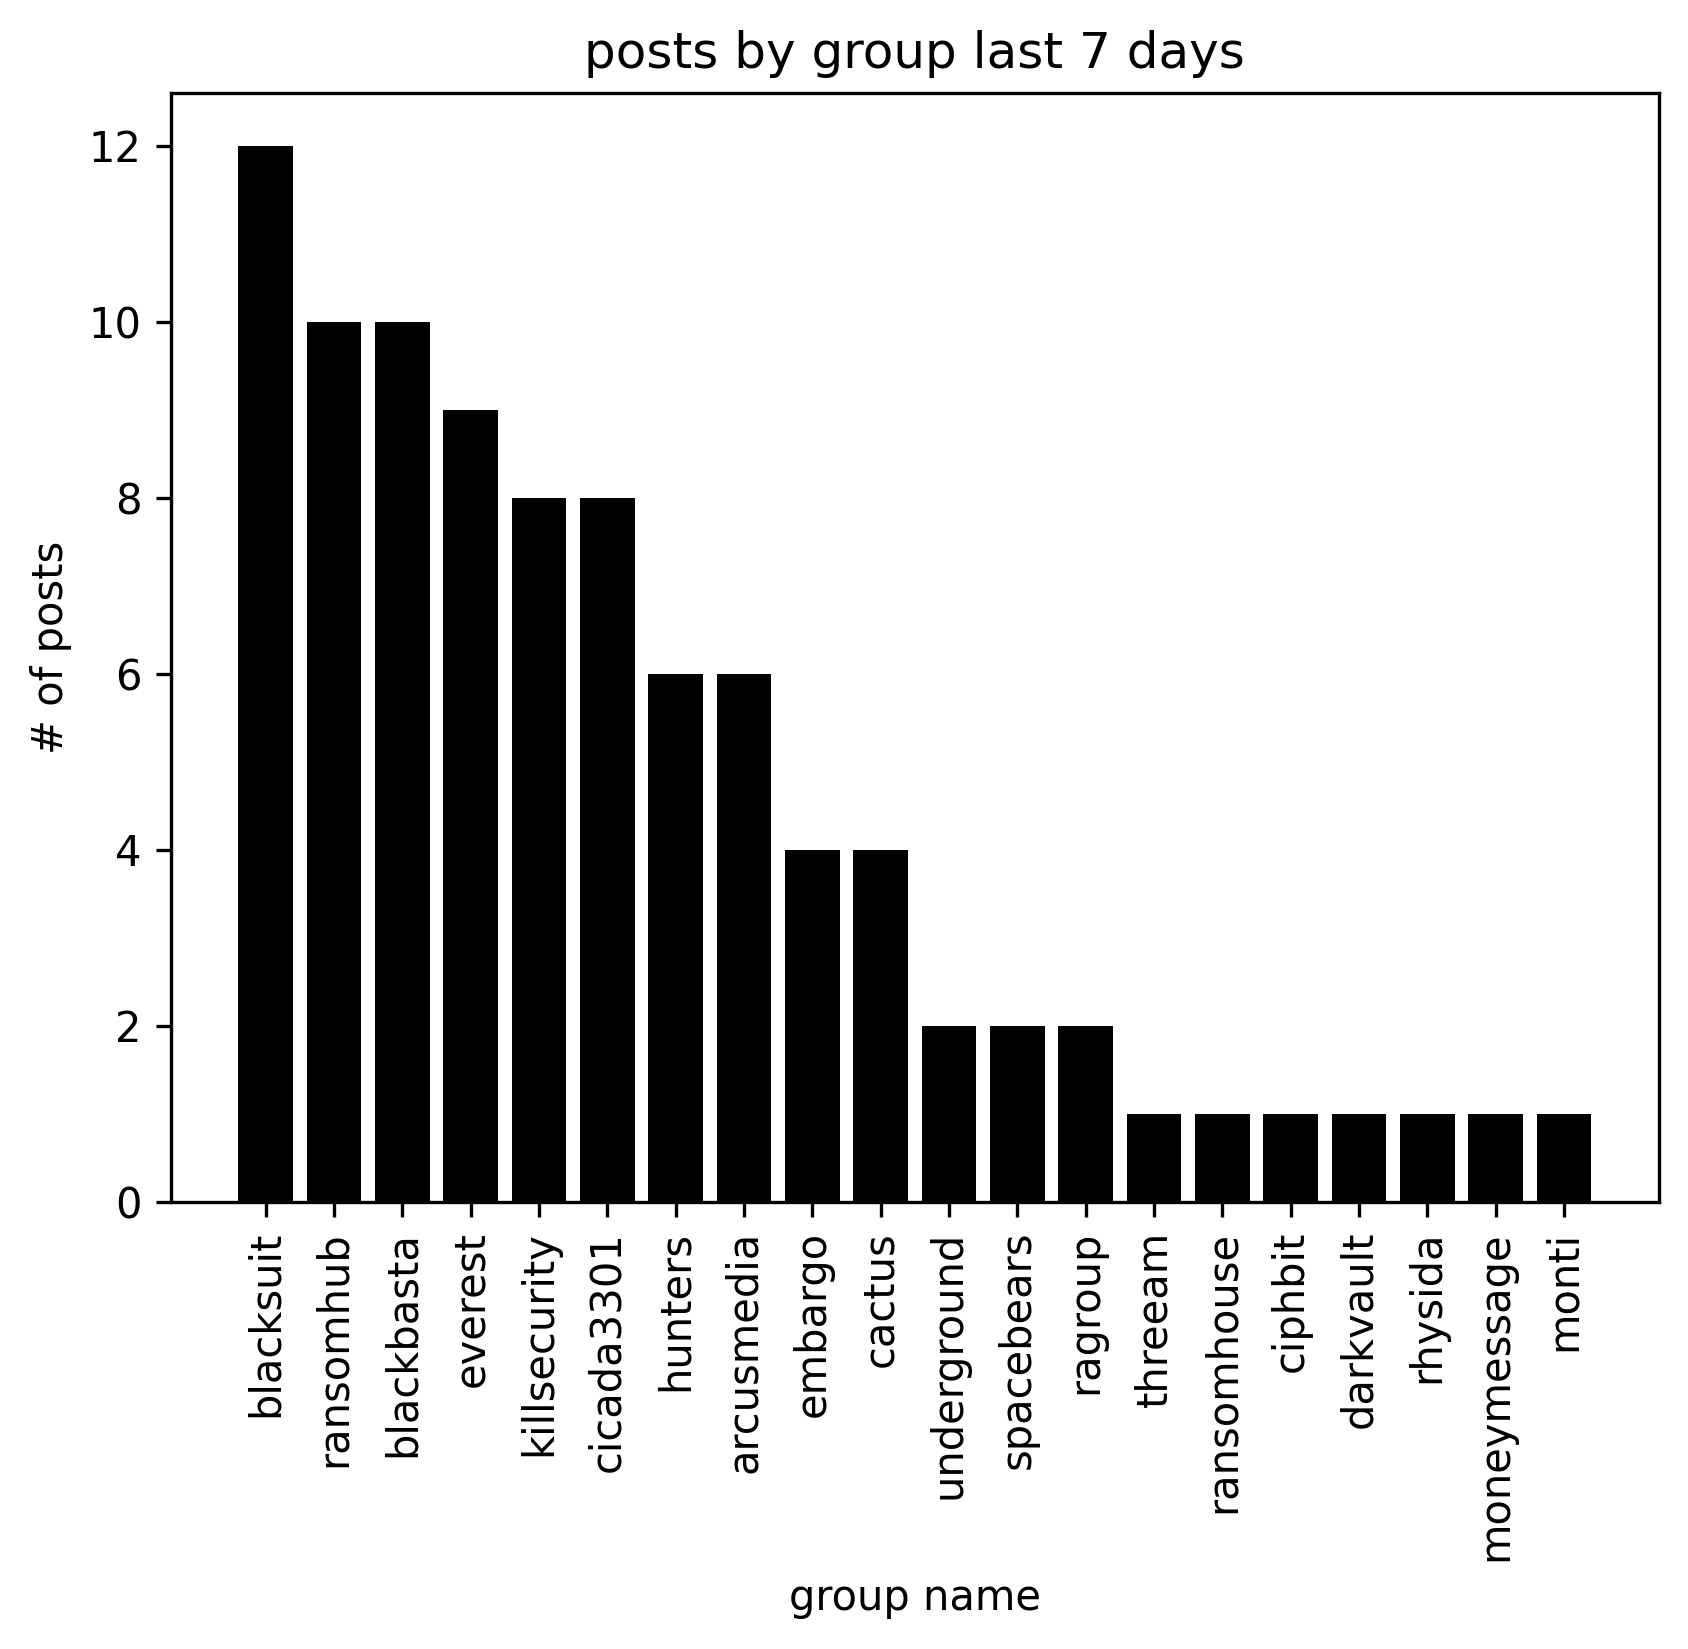 posts by group last 7 days
12
10
8
6
4
2
0
# of posts
blacksuit
ransomhub
blackbasta
everest
killsecurity
cicada3301
hunters
arcusmedia
embargo
cactus
underground
spacebears
ragroup
threeam
ransomhouse
ciphbit
darkvault
rhysida
moneymessage
monti
group name